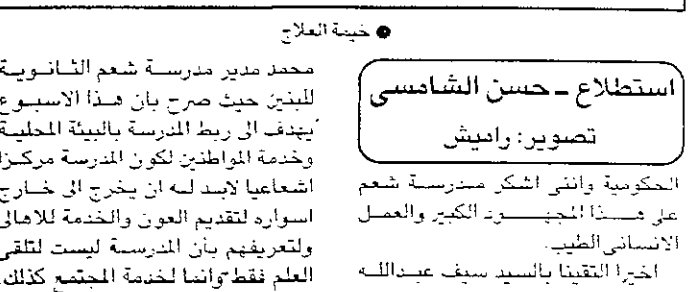 ● خيمة العلاج
استطلاع ـ حسن الشامسي
تصوير: راميش
الحكومية وانني اشكر مدرسة شعم
على هذا المجهود الكبير والعمل
الانساني الطيب.
اخيرا التقينا بالسيد سيف عبدالله
محمد مدير مدرسة شعم الثانوية
للبنين حيث صرح بان هذا الاسبوع
يهدف الى ربط المدرسة بالبيئة المحلية
وخدمة المواطنين لكون المدرسة مركزا
اشعاعيا لابد له ان يخرج الى خارج
اسواره لتقديم العون والخدمة للاهالي
ولتعريفهم بأن المدرسة ليست لتلقي
العلم فقط وانما لخدمة المجتمع كذلك.